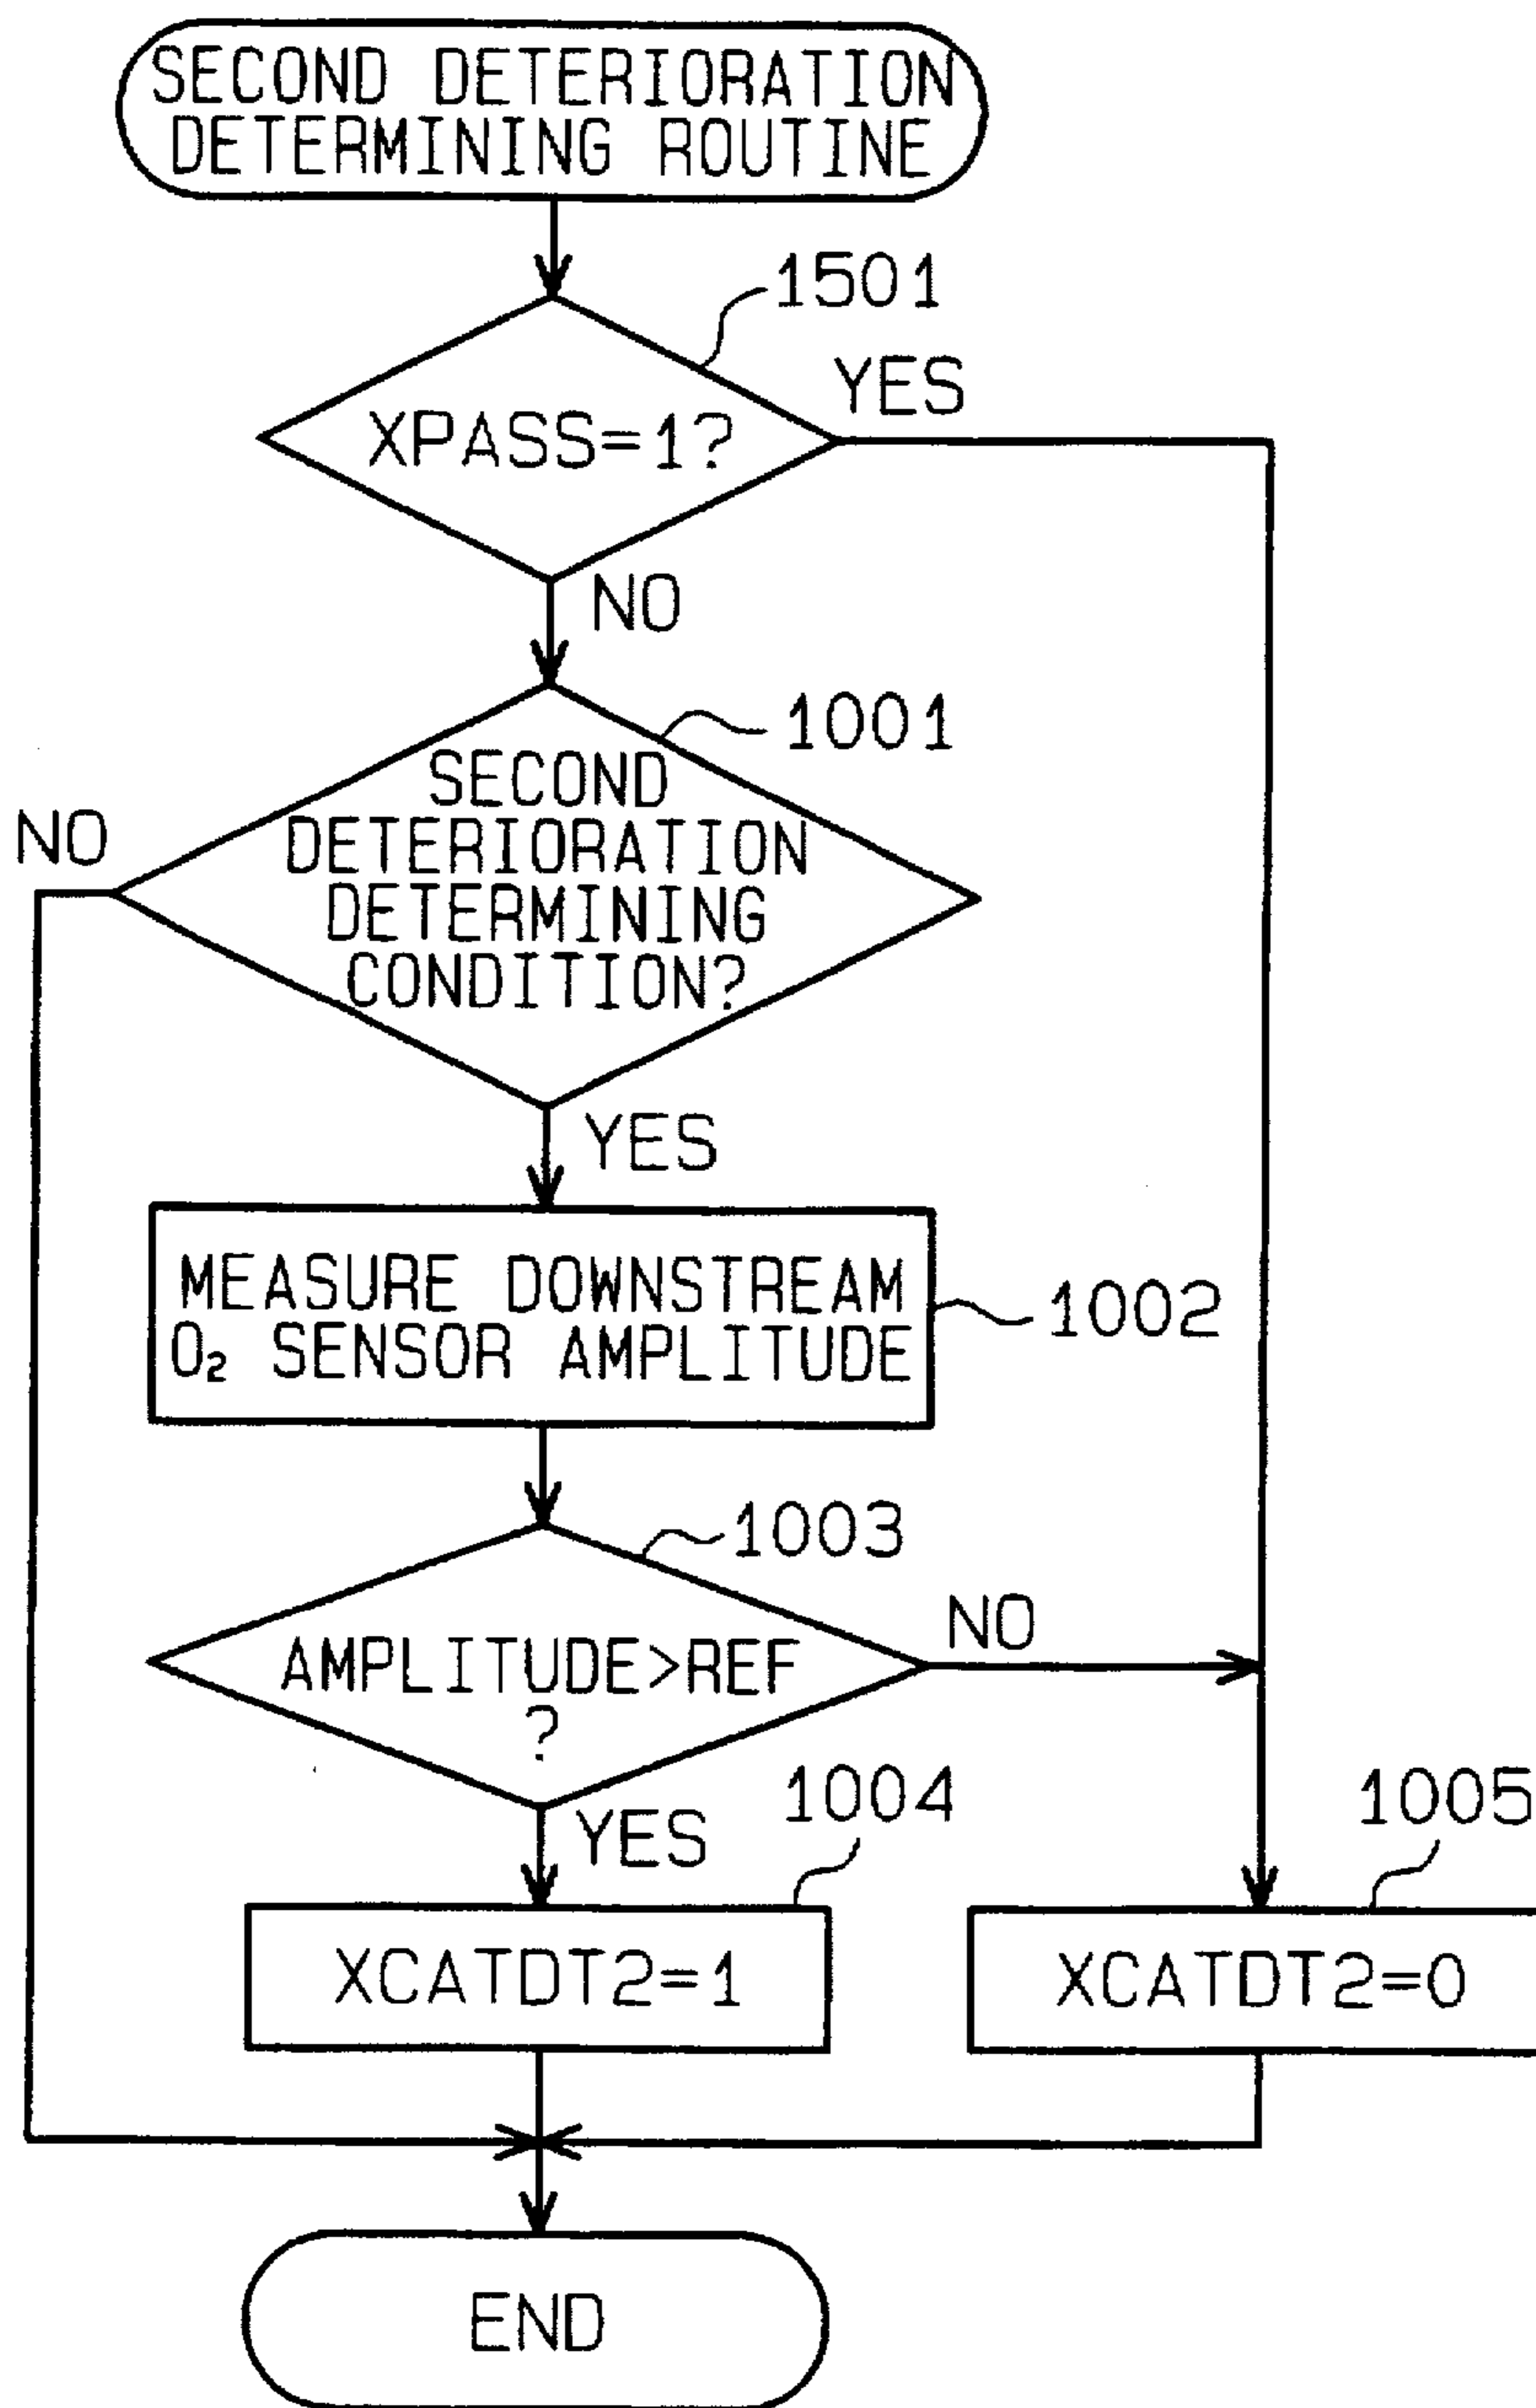 SECOND DETERIORATION
DETERMINING ROUTINE
1501
YES
XPASS=1?
NO
1001
SECOND
DETERIORATION
DETERMINING
CONDITION?
NO
YES
MEASURE DOWNSTREAM
O₂ SENSOR AMPLITUDE
1002
1003
NO
AMPLITUDE>REF
?
YES
1004
1005
XCATDT2=1
XCATDT2=0
END